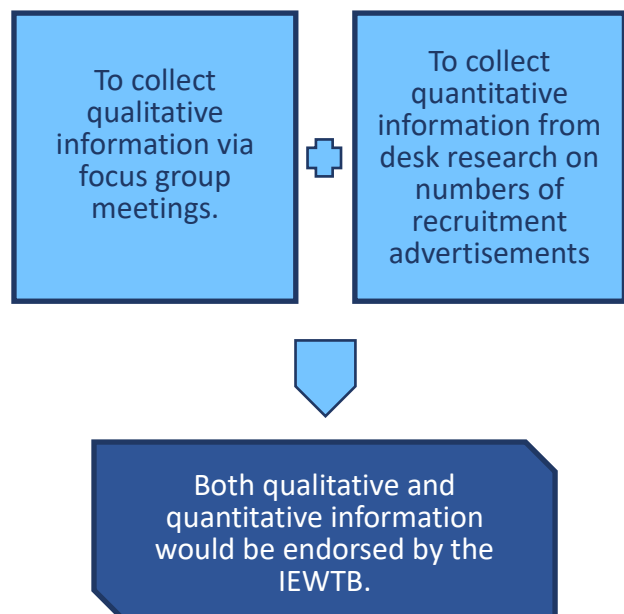 To collect
qualitative
information via
focus group
meetings.
To collect
quantitative
information from
desk research on
numbers of
recruitment
advertisements
Both qualitative and
quantitative information
would be endorsed by the
IEWTB.